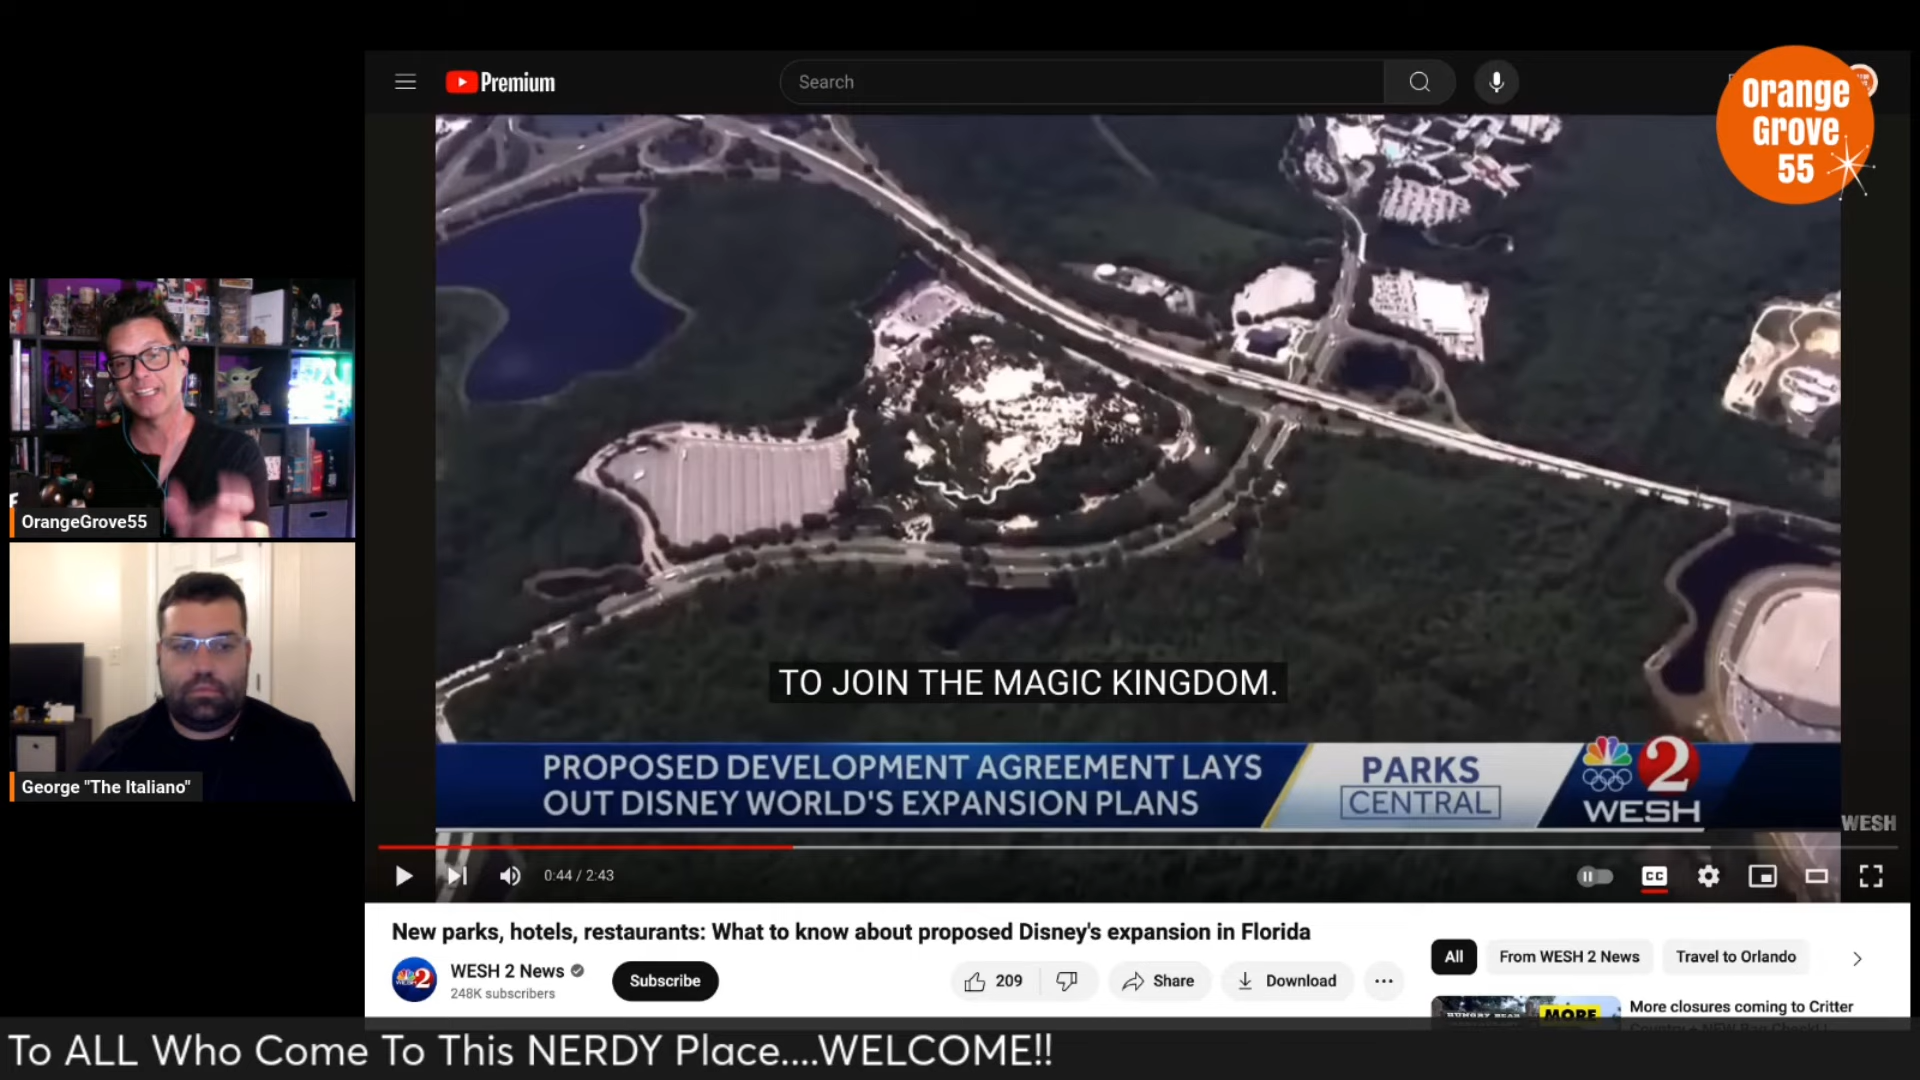 Premium
Search
Orange
Grove
55
OrangeGrove55
George "The Italiano"
TO JOIN THE MAGIC KINGDOM.
PROPOSED DEVELOPMENT AGREEMENT LAYS
OUT DISNEY WORLD'S EXPANSION PLANS
PARKS
CENTRAL
2
WESH
WESH
0:44 / 2:43
CC
New parks, hotels, restaurants: What to know about proposed Disney's expansion in Florida
WESH 2 News
248K subscribers
Subscribe
209
Share
Download
All
From WESH 2 News
Travel to Orlando
MORE
More closures coming to Critter
To ALL Who Come To This NERDY Place....WELCOME!!